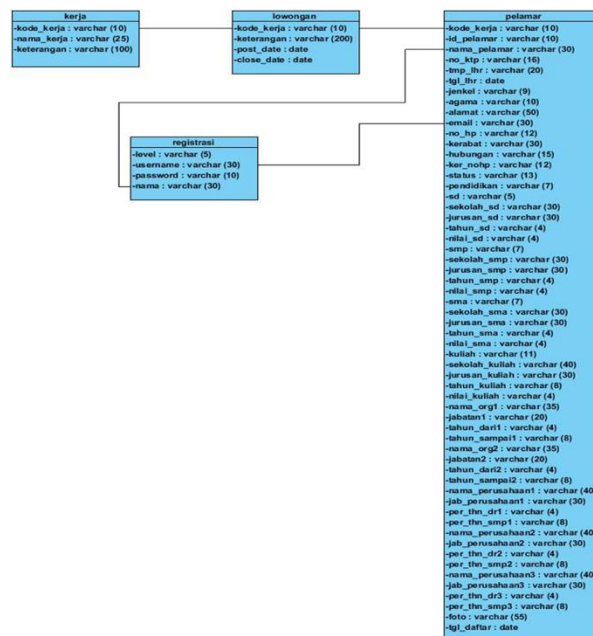 kerja
-kode_kerja : varchar (10)
-nama_kerja : varchar (25)
-keterangan : varchar (100)
lowongan
-kode_kerja : varchar (10)
-keterangan : varchar (200)
-post_date : date
-close_date : date
registrasi
-level : varchar (5)
-username : varchar (30)
-password : varchar (10)
-nama : varchar (30)
pelamar
-kode_kerja : varchar (10)
-id_pelamar : varchar (10)
-nama_pelamar : varchar (30)
-no_ktp : varchar (16)
-tmp_lhr : varchar (20)
-tgl_lhr : date
-jenkel : varchar (9)
-agama : varchar (10)
-alamat : varchar (50)
-email : varchar (30)
-no_hp : varchar (12)
-kerabat : varchar (30)
-hubungan : varchar (15)
-ker_nohp : varchar (12)
-status : varchar (13)
-pendidikan : varchar (7)
-sd : varchar (5)
-sekolah_sd : varchar (30)
-jurusan_sd : varchar (30)
-tahun_sd : varchar (4)
-nilai_sd : varchar (4)
-smp : varchar (7)
-sekolah_smp : varchar (30)
-jurusan_smp : varchar (30)
-tahun_smp : varchar (4)
-nilai_smp : varchar (4)
-sma : varchar (7)
-sekolah_sma : varchar (30)
-jurusan_sma : varchar (30)
-tahun_sma : varchar (4)
-nilai_sma : varchar (4)
-kuliah : varchar (11)
-sekolah_kuliah : varchar (40)
-jurusan_kuliah : varchar (30)
-tahun_kuliah : varchar (8)
-nilai_kuliah : varchar (4)
-nama_org1 : varchar (35)
-jabatan1 : varchar (20)
-tahun_dari1 : varchar (4)
-tahun_sampai1 : varchar (8)
-nama_org2 : varchar (35)
-jabatan2 : varchar (20)
-tahun_dari2 : varchar (4)
-tahun_sampai2 : varchar (8)
-nama_perusahaan1 : varchar (40
-jab_perusahaan1 : varchar (30)
-per_thn_dr1 : varchar (4)
-per_thn_smp1 : varchar (8)
-nama_perusahaan2 : varchar (40
-jab_perusahaan2 : varchar (30)
-per_thn_dr2 : varchar (4)
-per_thn_smp2 : varchar (8)
-nama_perusahaan3 : varchar (40
-jab_perusahaan3 : varchar (30)
-per_thn_dr3 : varchar (4)
-per_thn_smp3 : varchar (8)
-foto : varchar (55)
-tgl_daftar : date